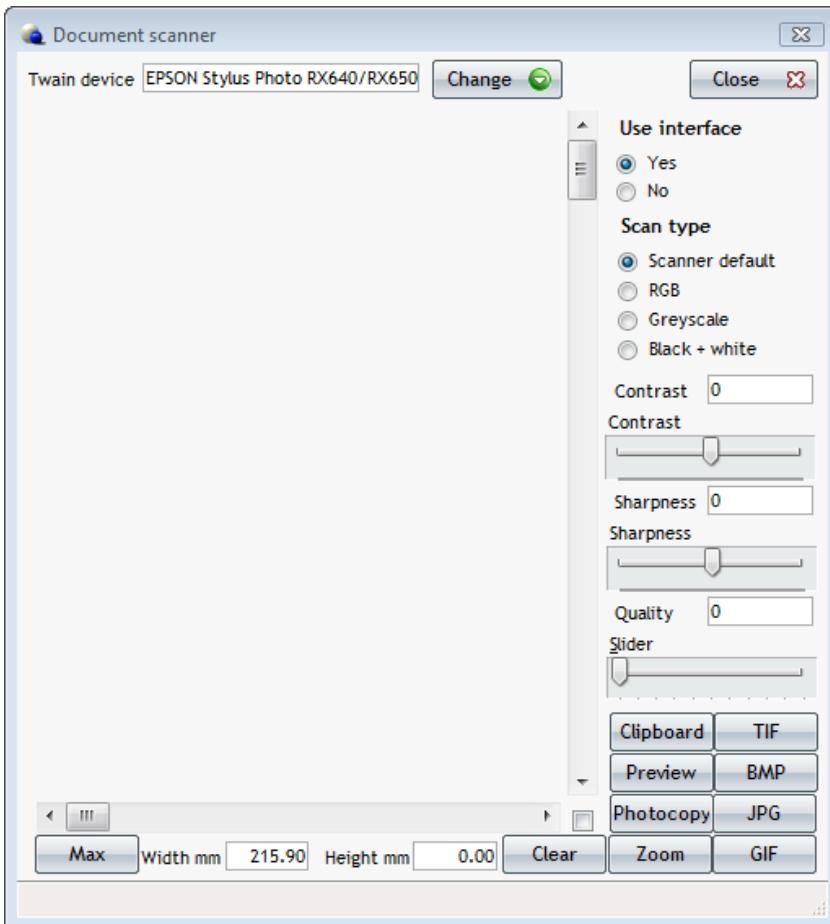 Document scanner
Twain device EPSON Stylus Photo RX640/RX650 Change Close
Use interface
Yes
No
Scan type
Scanner default
RGB
Greyscale
Black + white
Contrast 0
Contrast
Sharpness 0
Sharpness
Quality 0
Slider
Clipboard TIF
Preview BMP
Photocopy JPG
Max Width mm 215.90 Height mm 0.00 Clear Zoom GIF